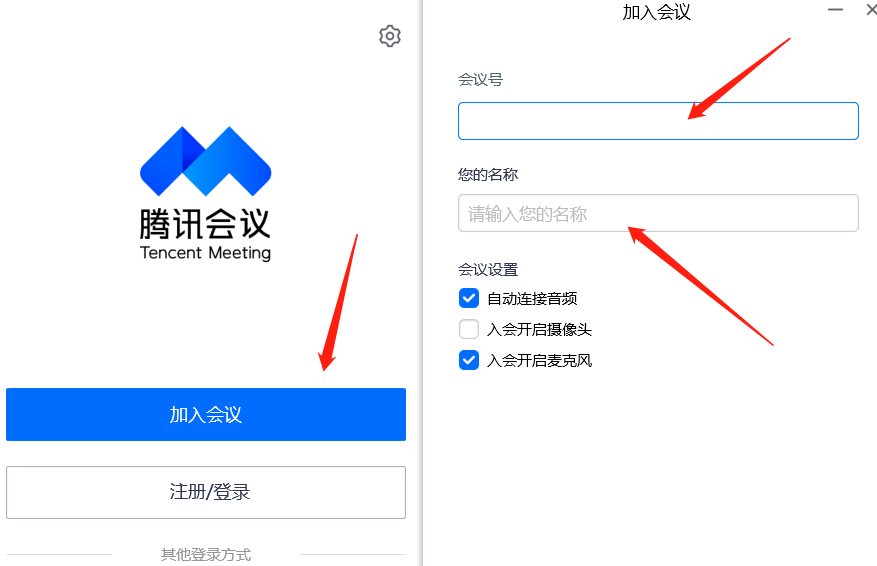 腾讯会议
Tencent Meeting
加入会议
注册/登录
其他登录方式
加入会议
会议号
您的名称
请输入您的名称
会议设置
自动连接音频
入会开启摄像头
入会开启麦克风